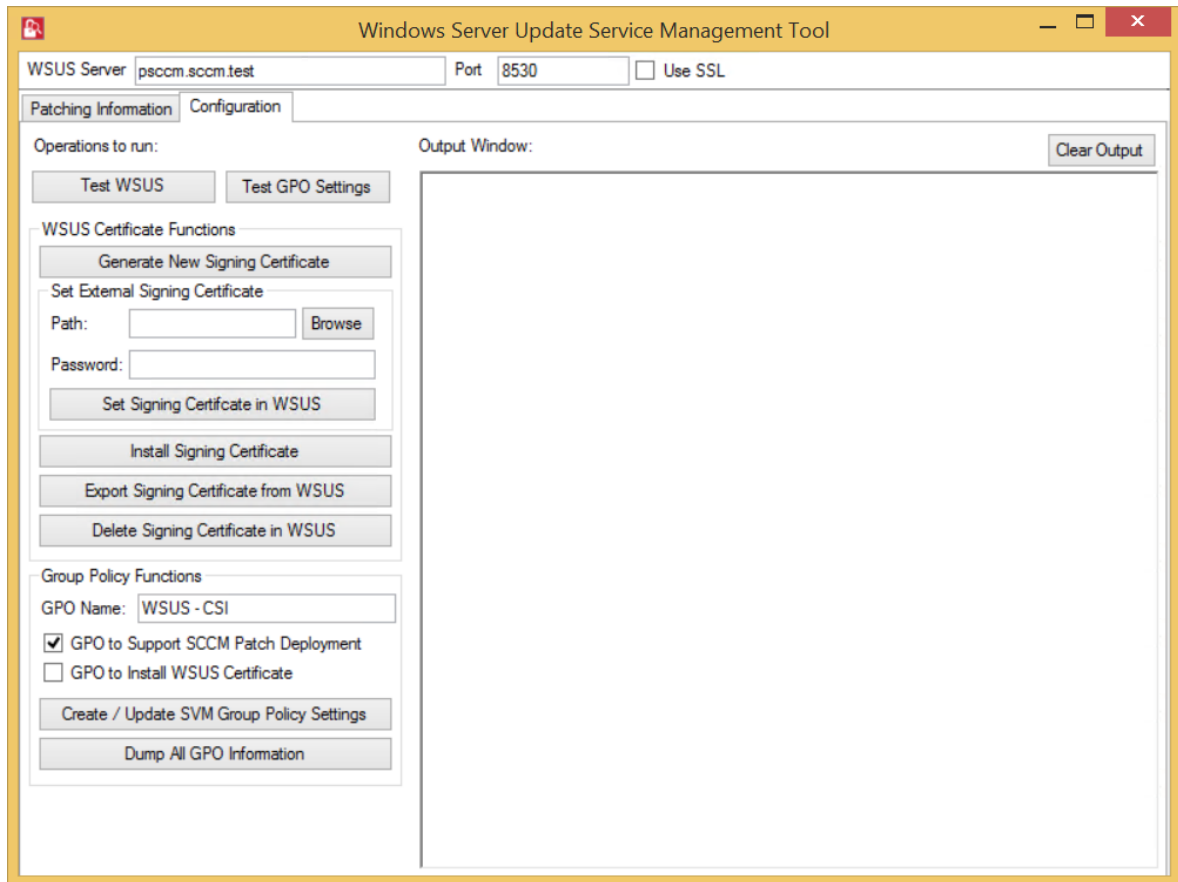 Windows Server Update Service Management Tool
WSUS Server psccm.sccm.test Port 8530 Use SSL
Patching Information Configuration
Operations to run:
Test WSUS Test GPO Settings
WSUS Certificate Functions
Generate New Signing Certificate
Set External Signing Certificate
Path: Browse
Password:
Set Signing Certifcate in WSUS
Install Signing Certificate
Export Signing Certificate from WSUS
Delete Signing Certificate in WSUS
Group Policy Functions
GPO Name: WSUS - CSI
GPO to Support SCCM Patch Deployment
GPO to Install WSUS Certificate
Create / Update SVM Group Policy Settings
Dump All GPO Information
Output Window: Clear Output